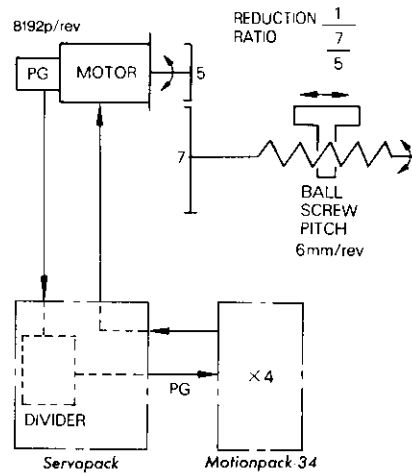 8192p/rev
REDUCTION 1
RATIO 7
5
PG
MOTOR
5
7
BALL
SCREW
PITCH
6mm/rev
PG
×4
DIVIDER
Servopack
Motionpack-34